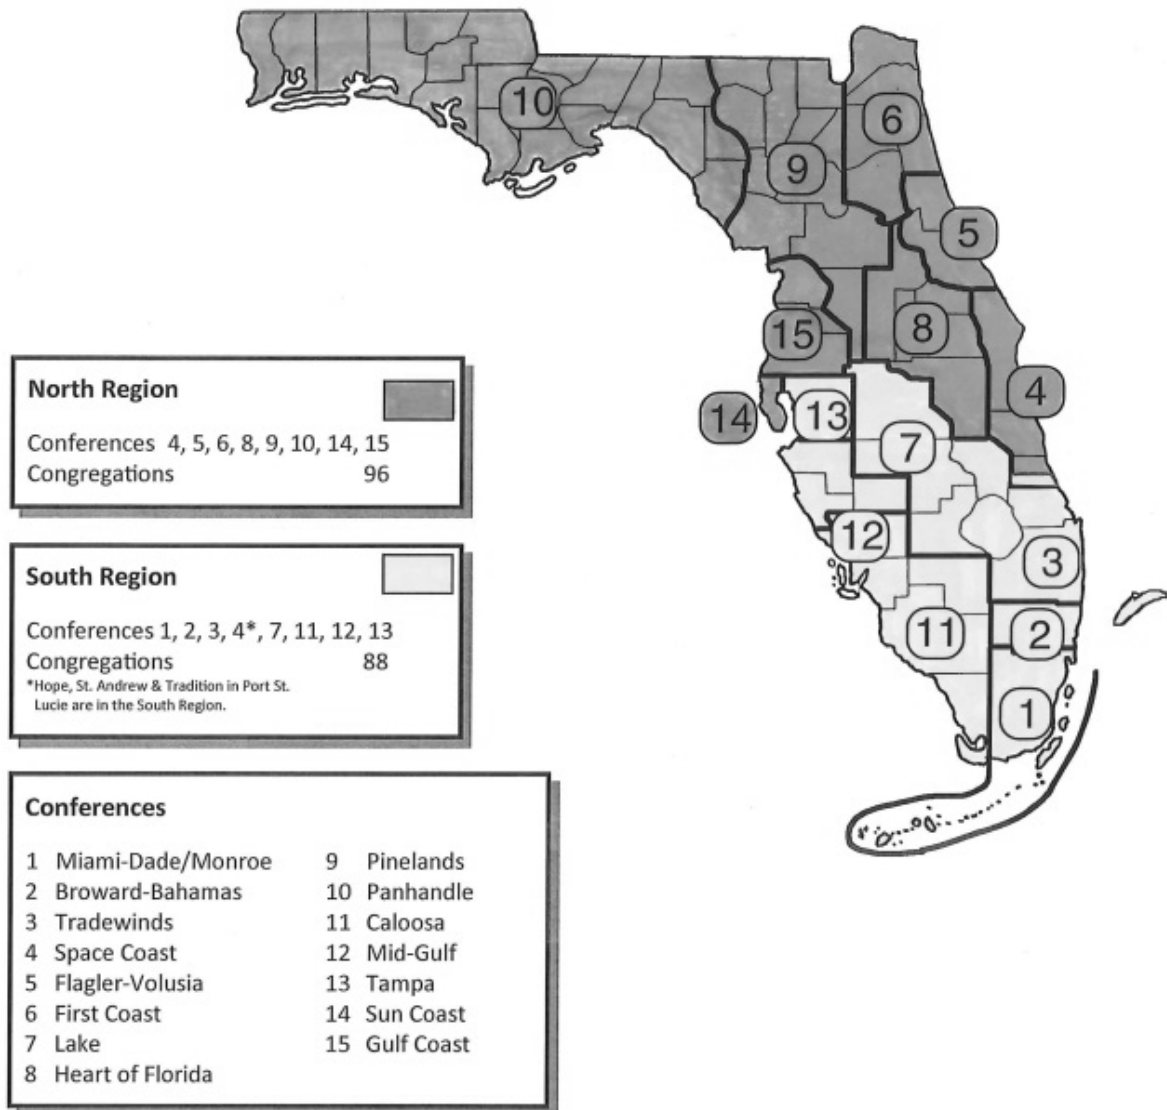 10
6
9
5
15
8
4
14
13
7
12
3
11
2
1
North Region
Conferences 4, 5, 6, 8, 9, 10, 14, 15
Congregations 96
South Region
Conferences 1, 2, 3, 4*, 7, 11, 12, 13
Congregations 88
*Hope, St. Andrew & Tradition in Port St.
Lucie are in the South Region.
Conferences
1 Miami-Dade/Monroe
2 Broward-Bahamas
3 Tradewinds
4 Space Coast
5 Flagler-Volusia
6 First Coast
7 Lake
8 Heart of Florida
9 Pinelands
10 Panhandle
11 Caloosa
12 Mid-Gulf
13 Tampa
14 Sun Coast
15 Gulf Coast